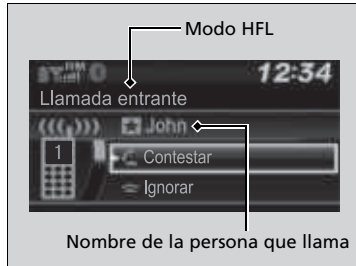 Modo HFL
12:34
Llamada entrante
John
1
Contestar
Ignorar
Nombre de la persona que llama